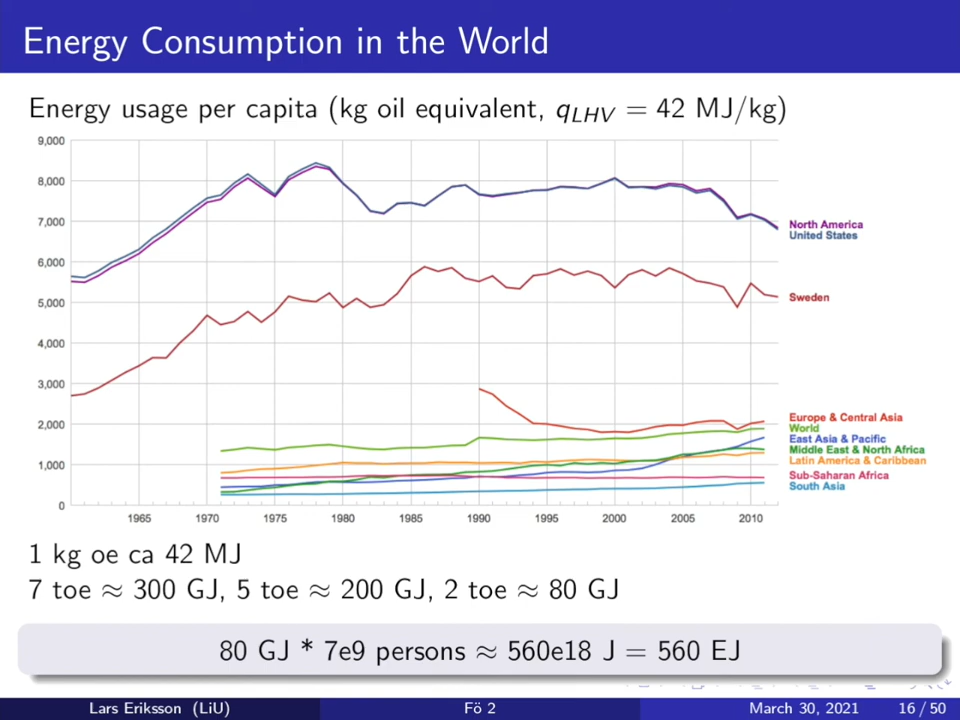 Energy Consumption in the World
Energy usage per capita (kg oil equivalent, qLHV = 42 MJ/kg)
9,000
8,000
7,000
6,000
5,000
4,000
3,000
2,000
1,000
0
North America
United States
Sweden
Europe & Central Asia
World
East Asia & Pacific
Middle East & North Africa
Latin America & Caribbean
Sub-Saharan Africa
South Asia
1965 1970 1975 1980 1985 1990 1995 2000 2005 2010
1 kg oe ca 42 MJ
7 toe ≈ 300 GJ, 5 toe ≈ 200 GJ, 2 toe ≈ 80 GJ
80 GJ * 7e9 persons ≈ 560e18 J = 560 EJ
Lars Eriksson (LiU) Fö 2 March 30, 2021 16 / 50